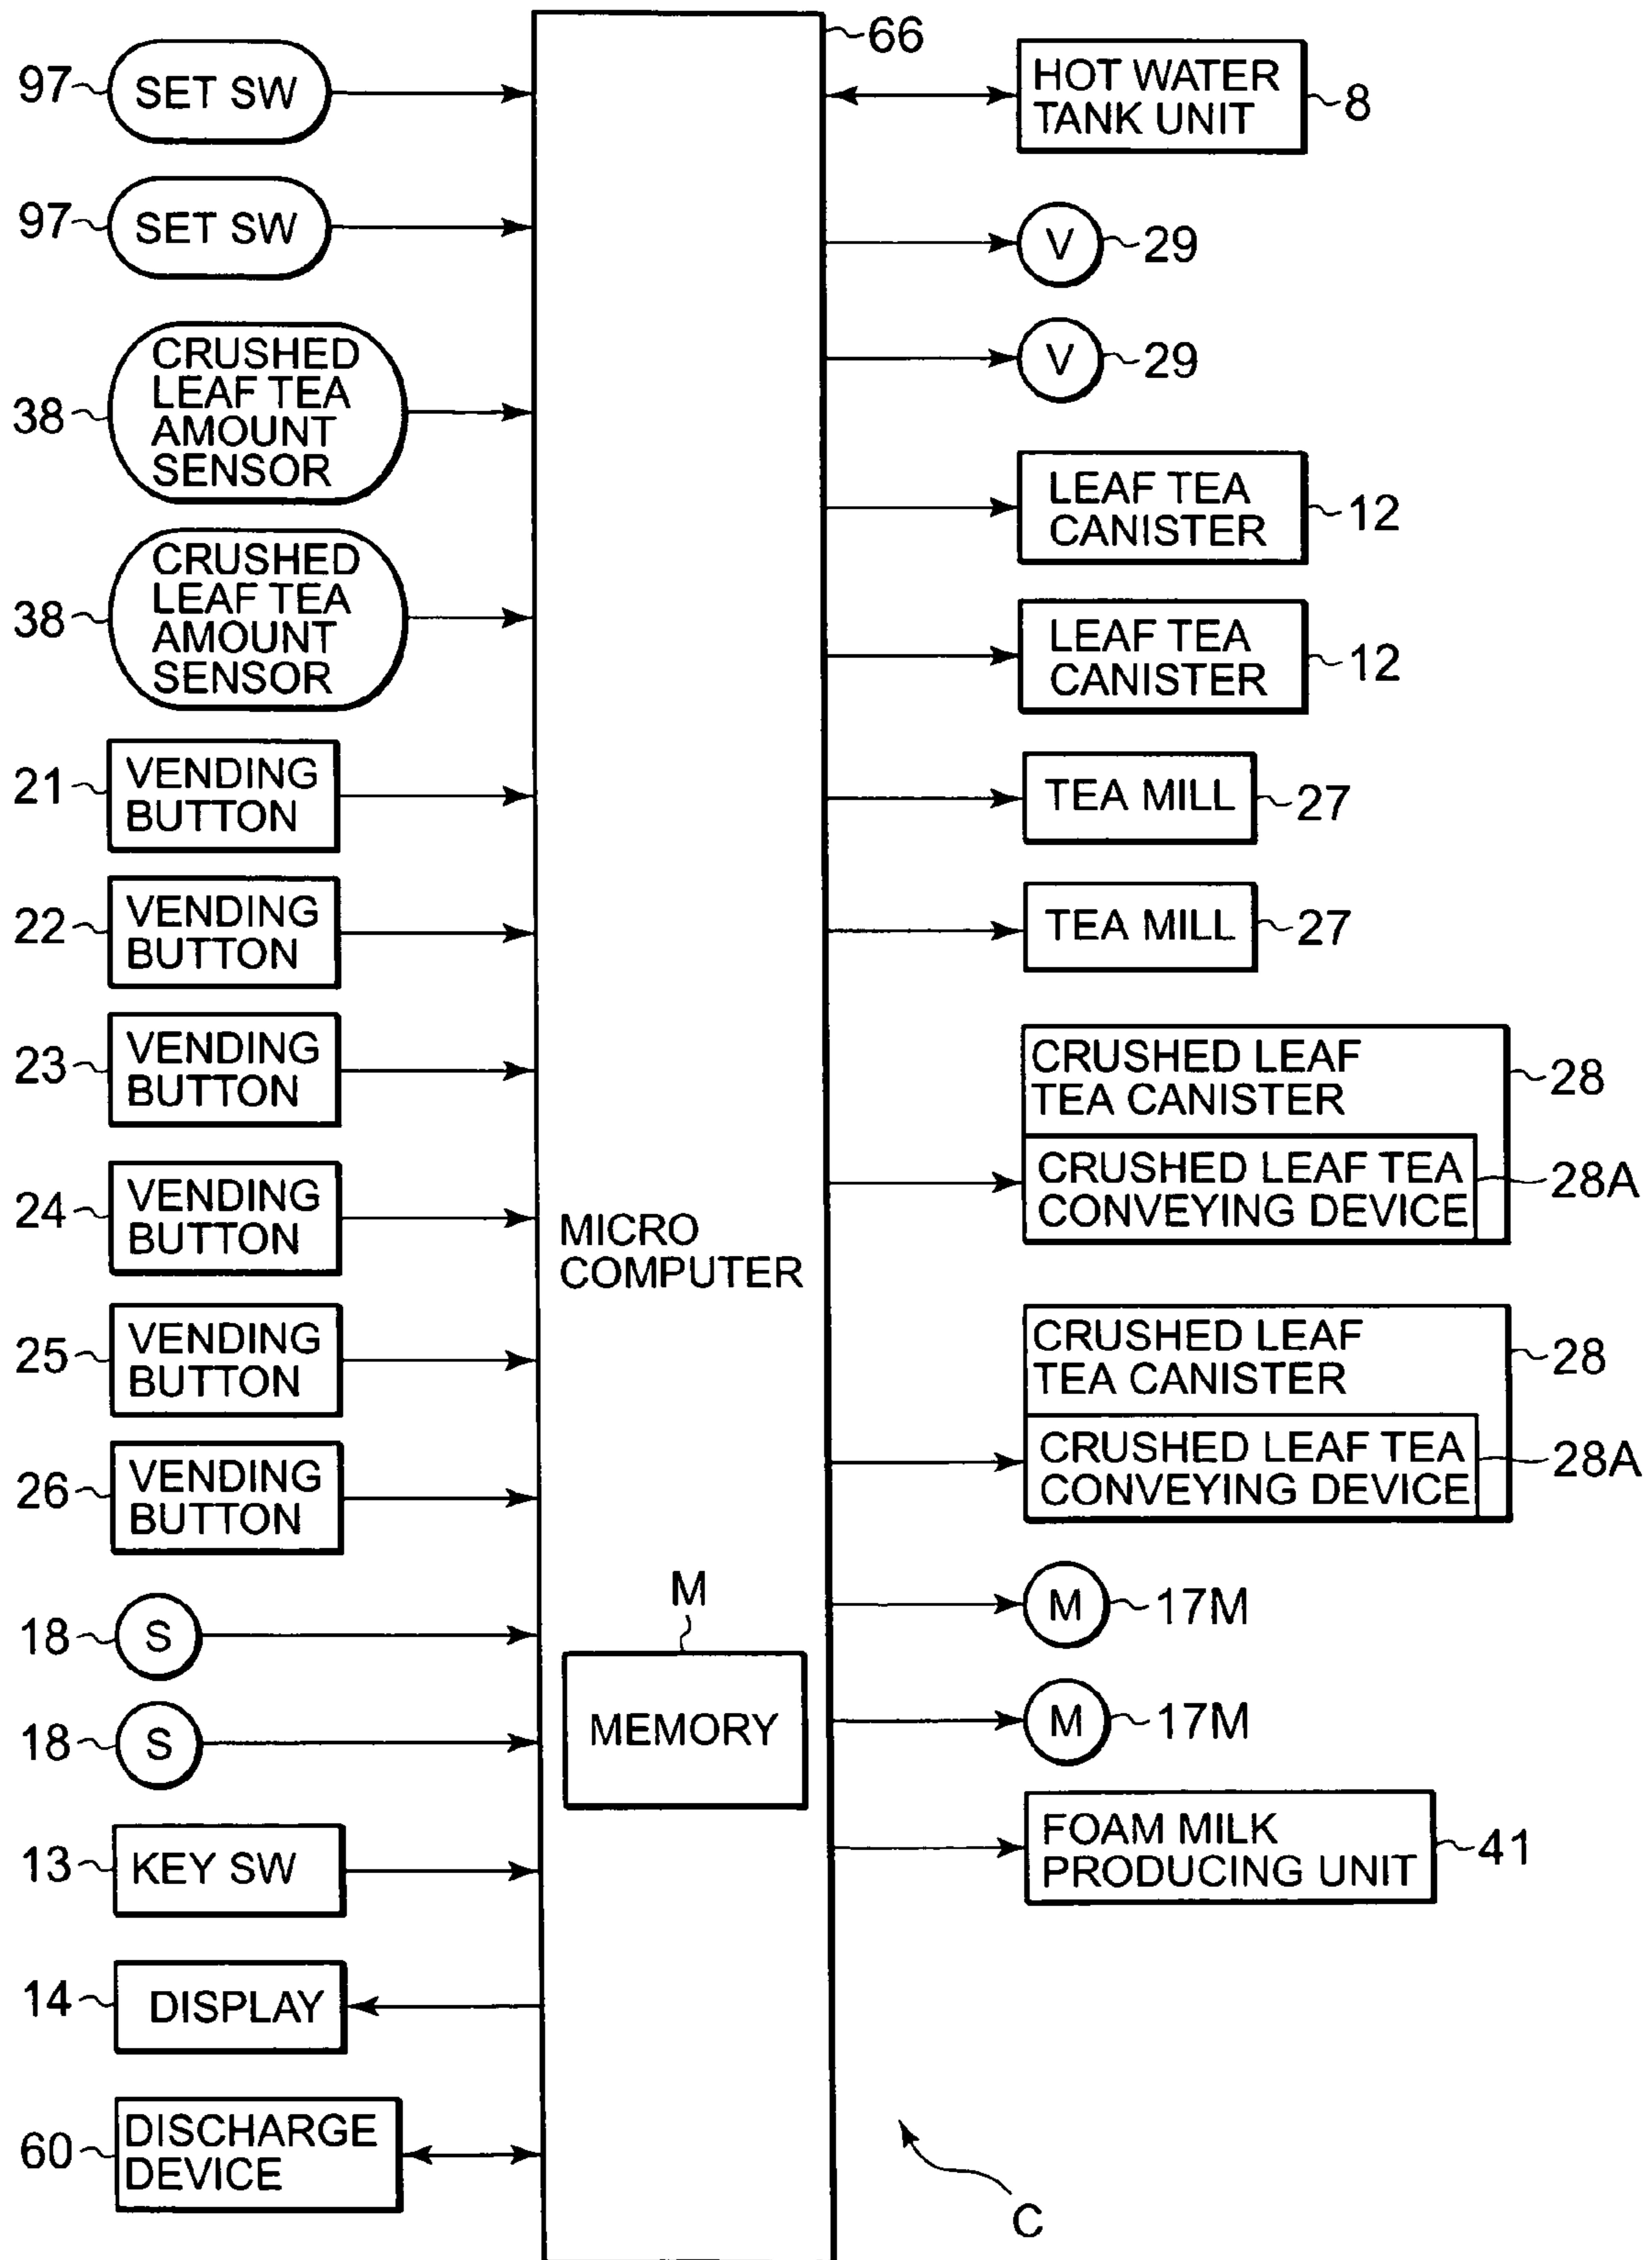 97
SET SW
97
SET SW
38
CRUSHED
LEAF TEA
AMOUNT
SENSOR
38
CRUSHED
LEAF TEA
AMOUNT
SENSOR
21
VENDING
BUTTON
22
VENDING
BUTTON
23
VENDING
BUTTON
24
VENDING
BUTTON
25
VENDING
BUTTON
26
VENDING
BUTTON
18
S
18
S
13
KEY SW
14
DISPLAY
60
DISCHARGE
DEVICE
66
MICRO
COMPUTER
M
MEMORY
HOT WATER
TANK UNIT
8
V
29
V
29
LEAF TEA
CANISTER
12
LEAF TEA
CANISTER
12
TEA MILL
27
TEA MILL
27
CRUSHED LEAF
TEA CANISTER
28
CRUSHED LEAF TEA
CONVEYING DEVICE
28A
CRUSHED LEAF
TEA CANISTER
28
CRUSHED LEAF TEA
CONVEYING DEVICE
28A
M
17M
M
17M
FOAM MILK
PRODUCING UNIT
41
C